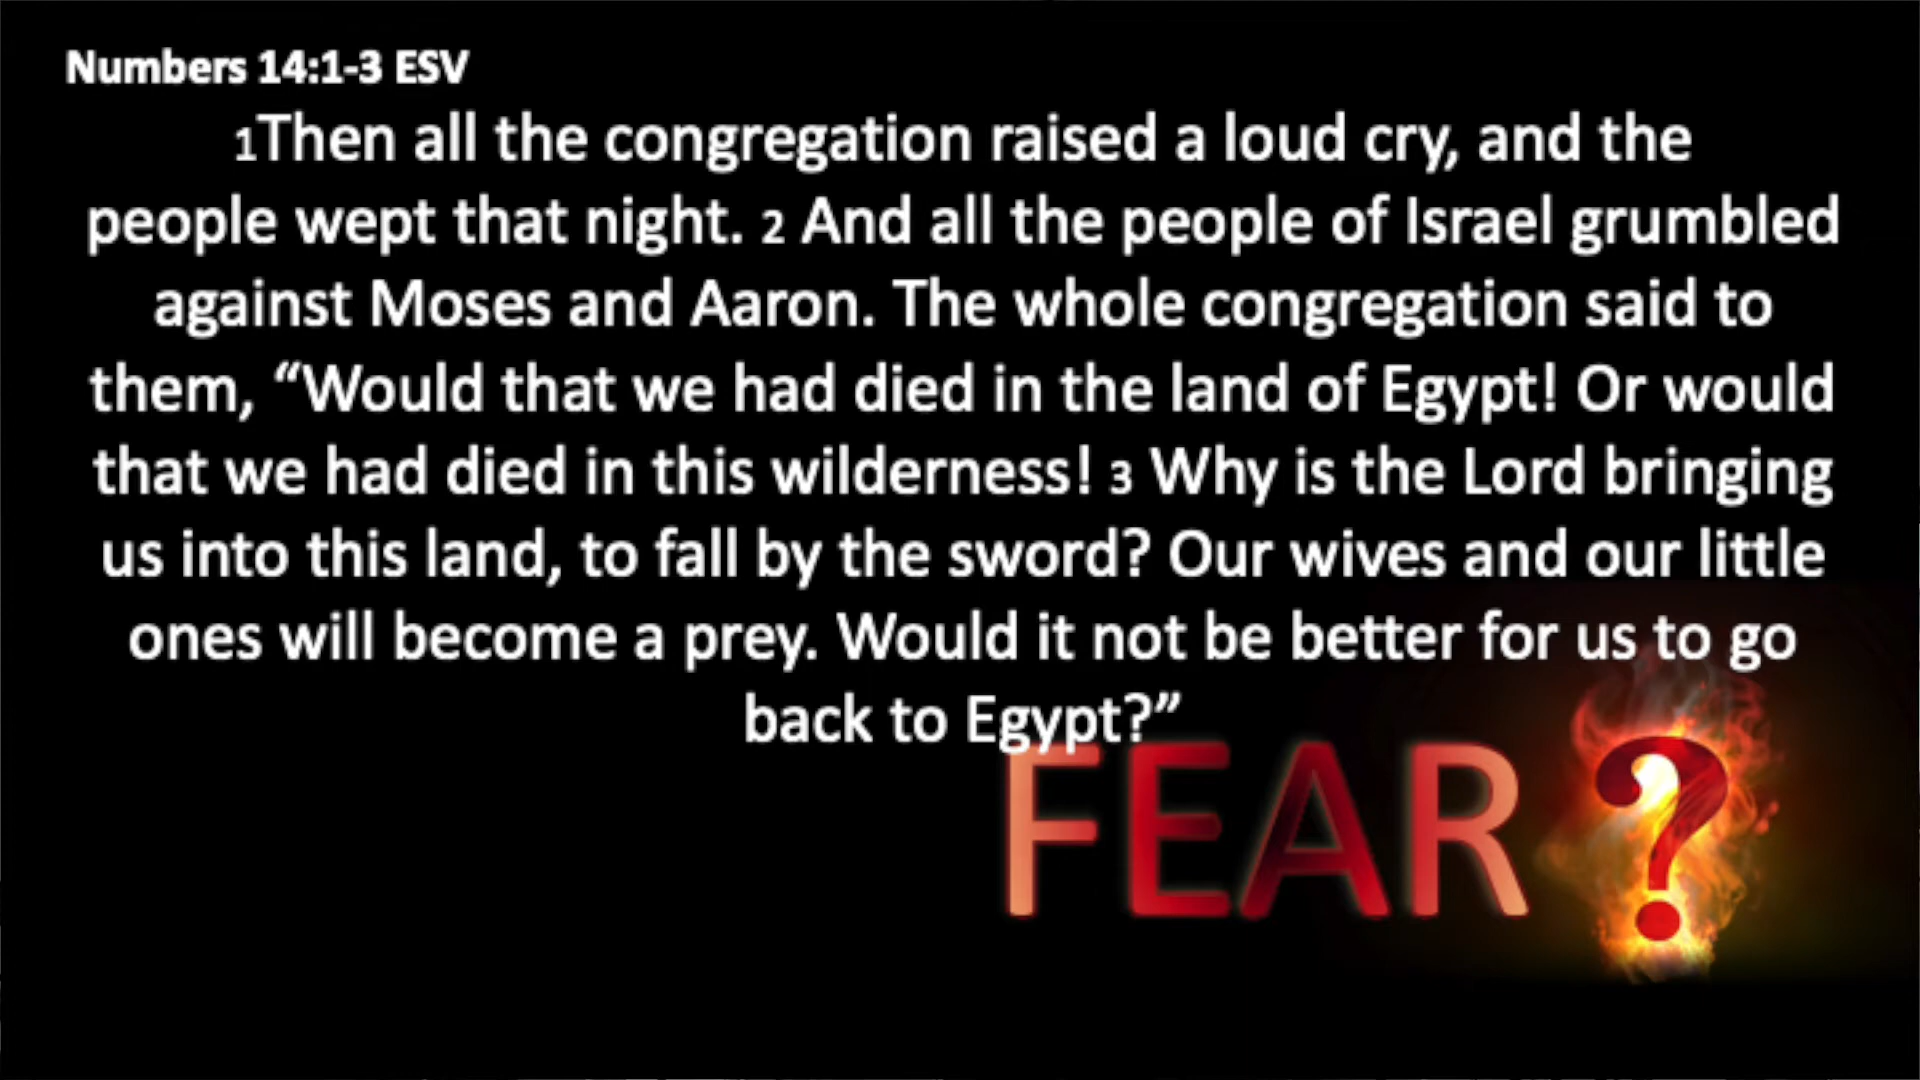 Numbers 14:1-3 ESV
1Then all the congregation raised a loud cry, and the
people wept that night. 2 And all the people of Israel grumbled
against Moses and Aaron. The whole congregation said to
them, “Would that we had died in the land of Egypt! Or would
that we had died in this wilderness! 3 Why is the Lord bringing
us into this land, to fall by the sword? Our wives and our little
ones will become a prey. Would it not be better for us to go
back to Egypt?”
FEAR ?